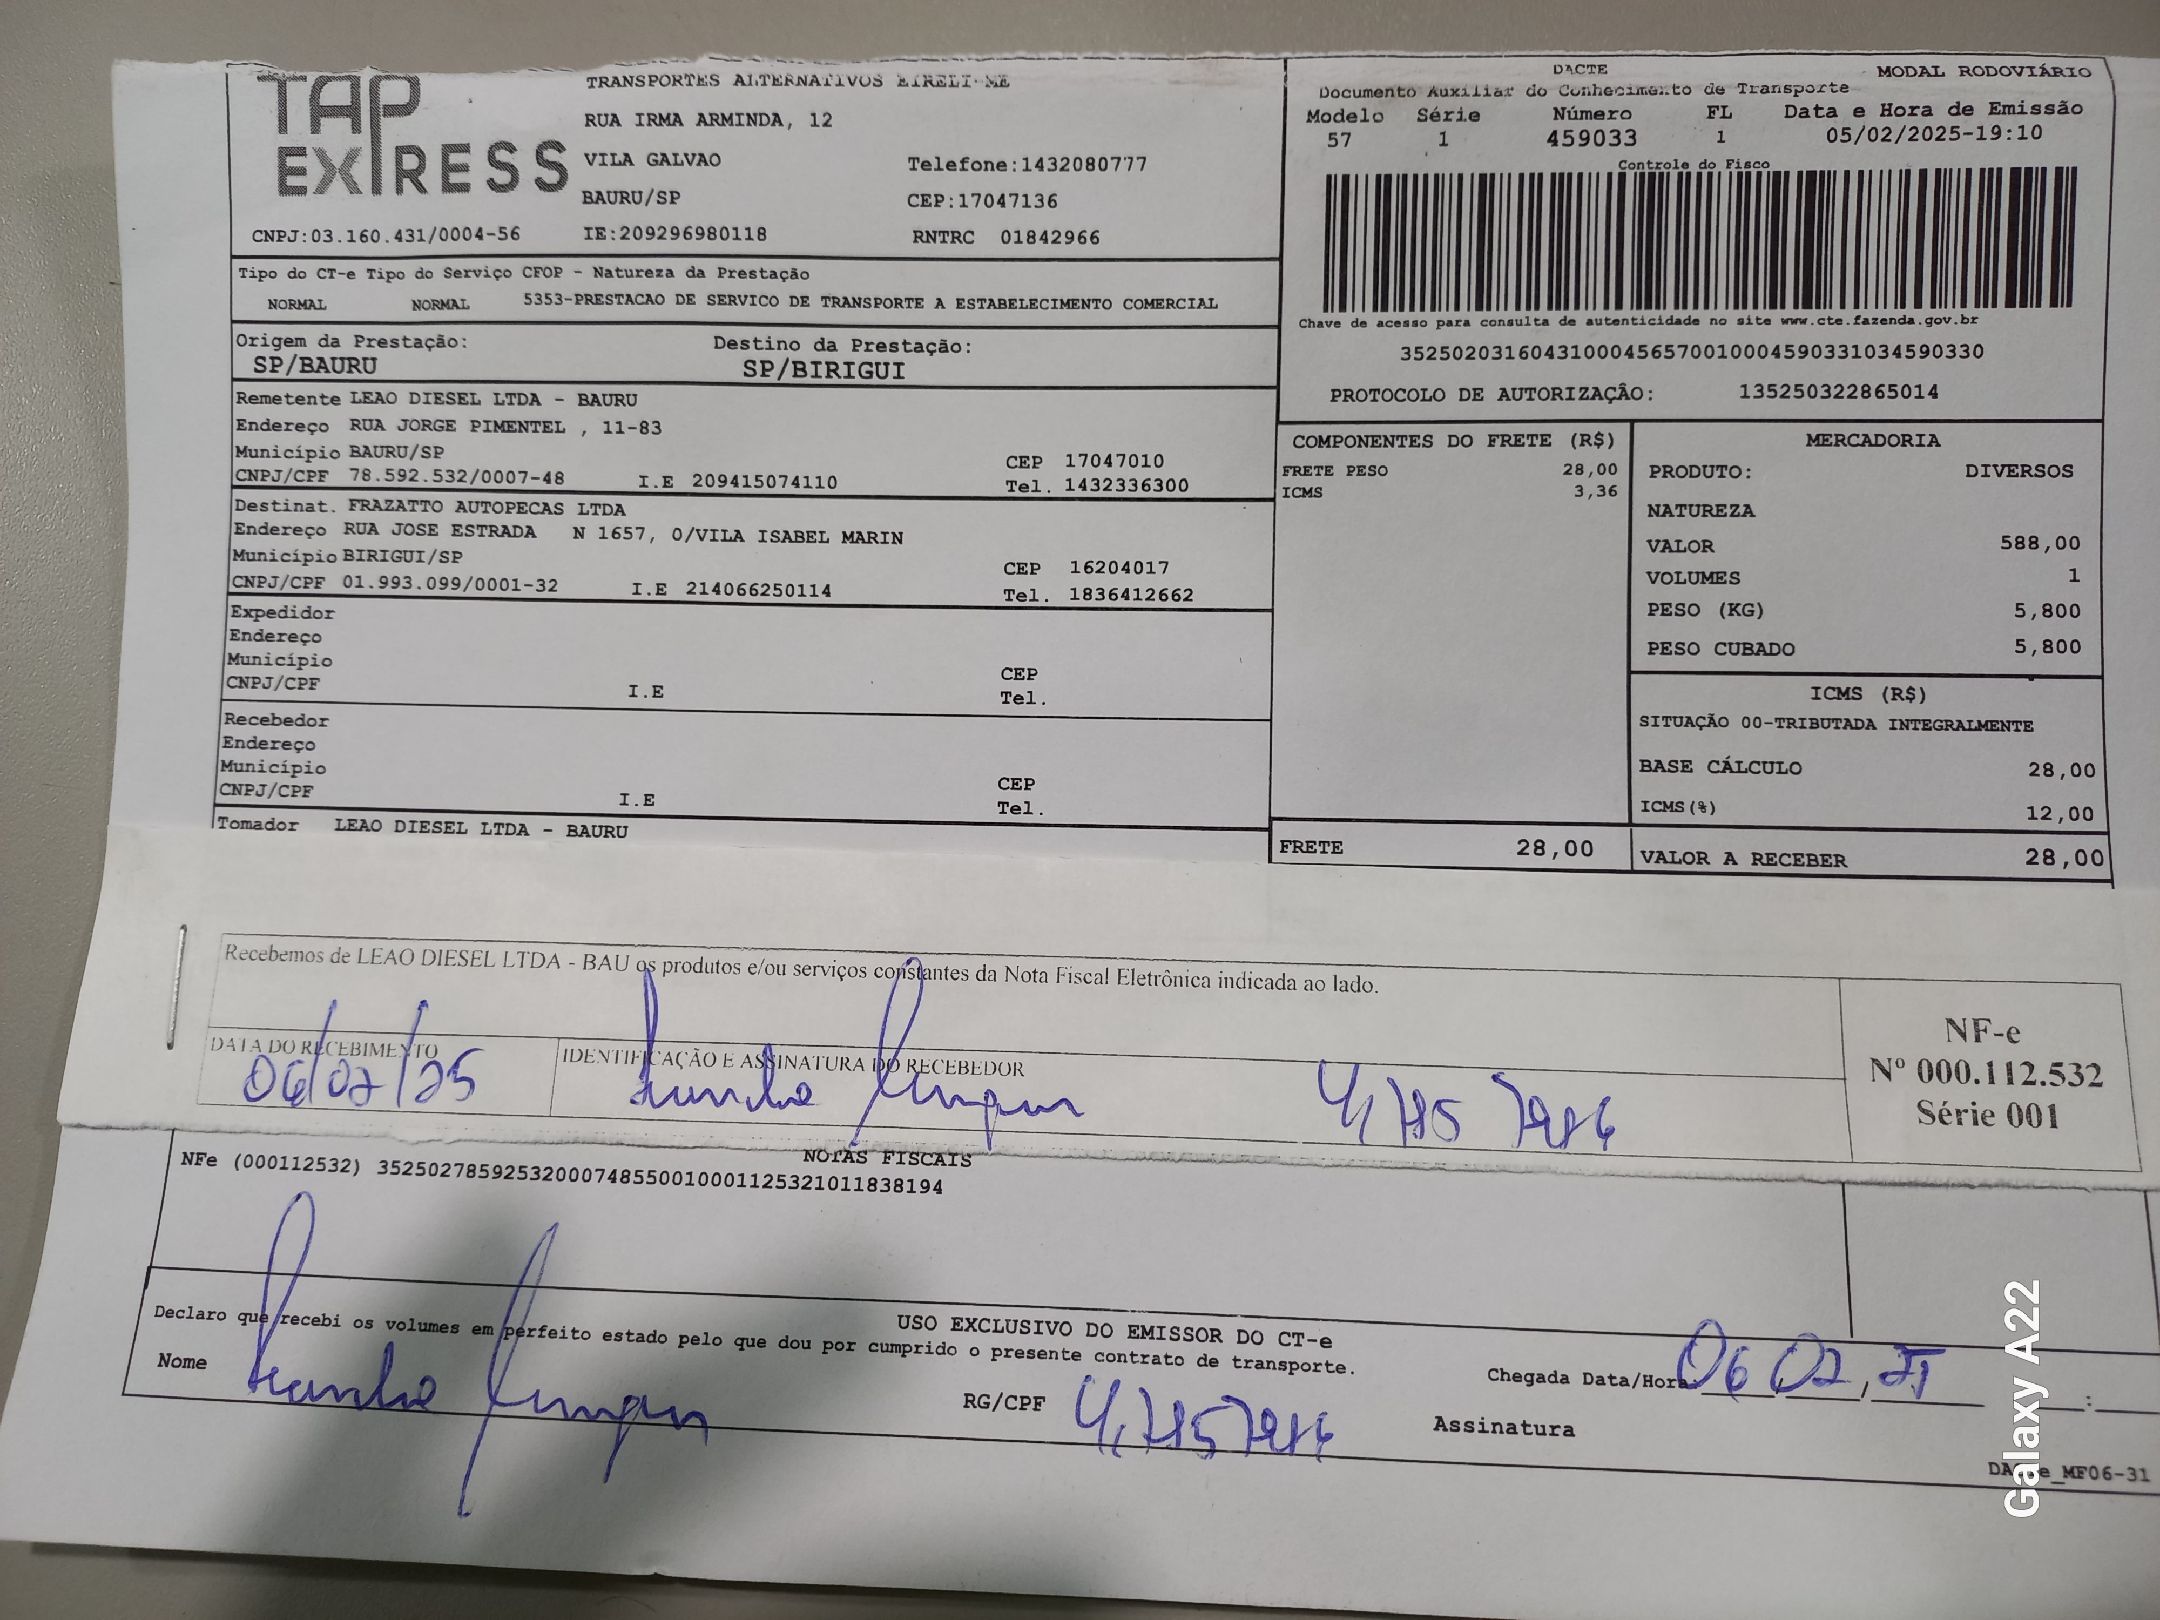 TAP
EXPRESS
TRANSPORTES ALTERNATIVOS EIRELI-ME
RUA IRMA ARMINDA, 12
VILA GALVAO Telefone:1432080777
BAURU/SP CEP:17047136
CNPJ:03.160.431/0004-56 IE:209296980118 RNTRC 01842966
Tipo do CT-e Tipo do Serviço CFOP - Natureza da Prestação
NORMAL NORMAL 5353-PRESTACAO DE SERVICO DE TRANSPORTE A ESTABELECIMENTO COMERCIAL
Origem da Prestação: Destino da Prestação:
SP/BAURU SP/BIRIGUI
Remetente LEAO DIESEL LTDA - BAURU
Endereço RUA JORGE PIMENTEL , 11-83
Município BAURU/SP CEP 17047010
CNPJ/CPF 78.592.532/0007-48 I.E 209415074110 Tel. 1432336300
Destinat. FRAZATTO AUTOPECAS LTDA
Endereço RUA JOSE ESTRADA N 1657, 0/VILA ISABEL MARIN
Município BIRIGUI/SP CEP 16204017
CNPJ/CPF 01.993.099/0001-32 I.E 214066250114 Tel. 1836412662
Expedidor
Endereço
Município CEP
CNPJ/CPF I.E Tel.
Recebedor
Endereço
Município CEP
CNPJ/CPF I.E Tel.
Tomador LEAO DIESEL LTDA - BAURU
DACTE MODAL RODOVIÁRIO
Documento Auxiliar do Conhecimento de Transporte
Modelo Série Número FL Data e Hora de Emissão
57 1 459033 1 05/02/2025-19:10
Controle do Fisco
Chave de acesso para consulta de autenticidade no site www.cte.fazenda.gov.br
35250203160431000456570010004590331034590330
PROTOCOLO DE AUTORIZAÇÂO: 135250322865014
COMPONENTES DO FRETE (R$)
FRETE PESO 28,00
ICMS 3,36
FRETE 28,00
MERCADORIA
PRODUTO: DIVERSOS
NATUREZA
VALOR 588,00
VOLUMES 1
PESO (KG) 5,800
PESO CUBADO 5,800
ICMS (R$)
SITUAÇÃO 00-TRIBUTADA INTEGRALMENTE
BASE CÁLCULO 28,00
ICMS(%) 12,00
VALOR A RECEBER 28,00
Recebemos de LEAO DIESEL LTDA - BAU os produtos e/ou serviços constantes da Nota Fiscal Eletrônica indicada ao lado.
DATA DO RECEBIMENTO IDENTIFICAÇÃO E ASSINATURA DO RECEBEDOR
06/02/25
NF-e
Nº 000.112.532
Série 001
NOTAS FISCAIS
NFe (000112532) 35250278592532000748550010001125321011838194
USO EXCLUSIVO DO EMISSOR DO CT-e
Declaro que recebi os volumes em perfeito estado pelo que dou por cumprido o presente contrato de transporte.
Nome RG/CPF Chegada Data/Hora 06 02, 25 :
Assinatura
Galaxy A22